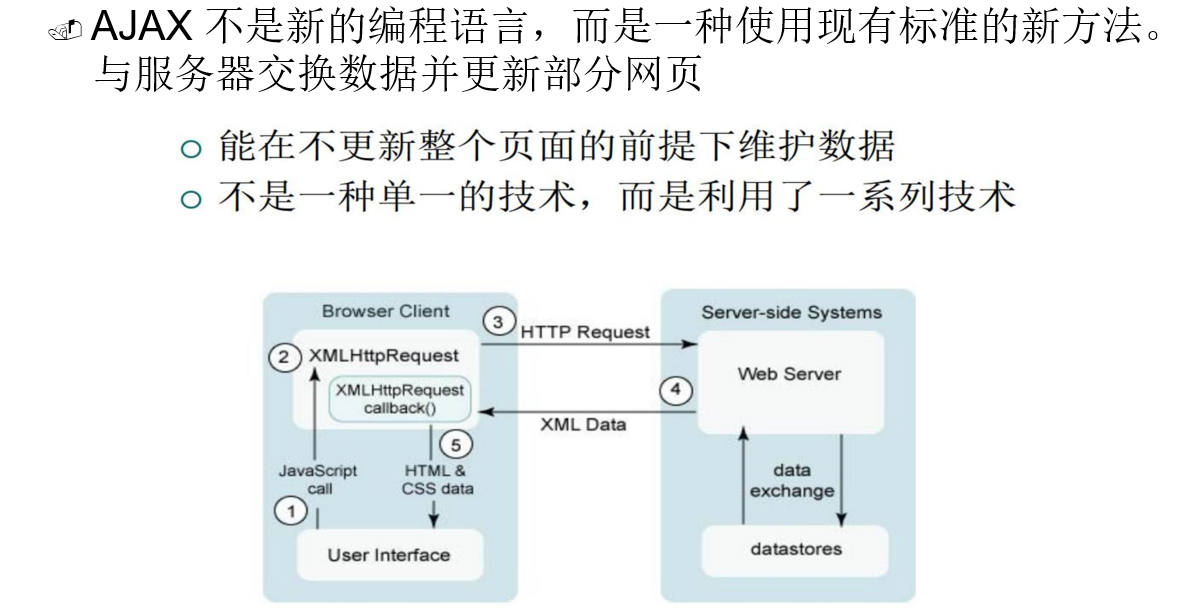 AJAX 不是新的编程语言，而是一种使用现有标准的新方法。
与服务器交换数据并更新部分网页
能在不更新整个页面的前提下维护数据
不是一种单一的技术，而是利用了一系列技术
Browser Client
2
XMLHttpRequest
XMLHttpRequest
callback()
5
JavaScript
call
HTML &
CSS data
1
User Interface
3
HTTP Request
4
XML Data
Server-side Systems
Web Server
data
exchange
datastores